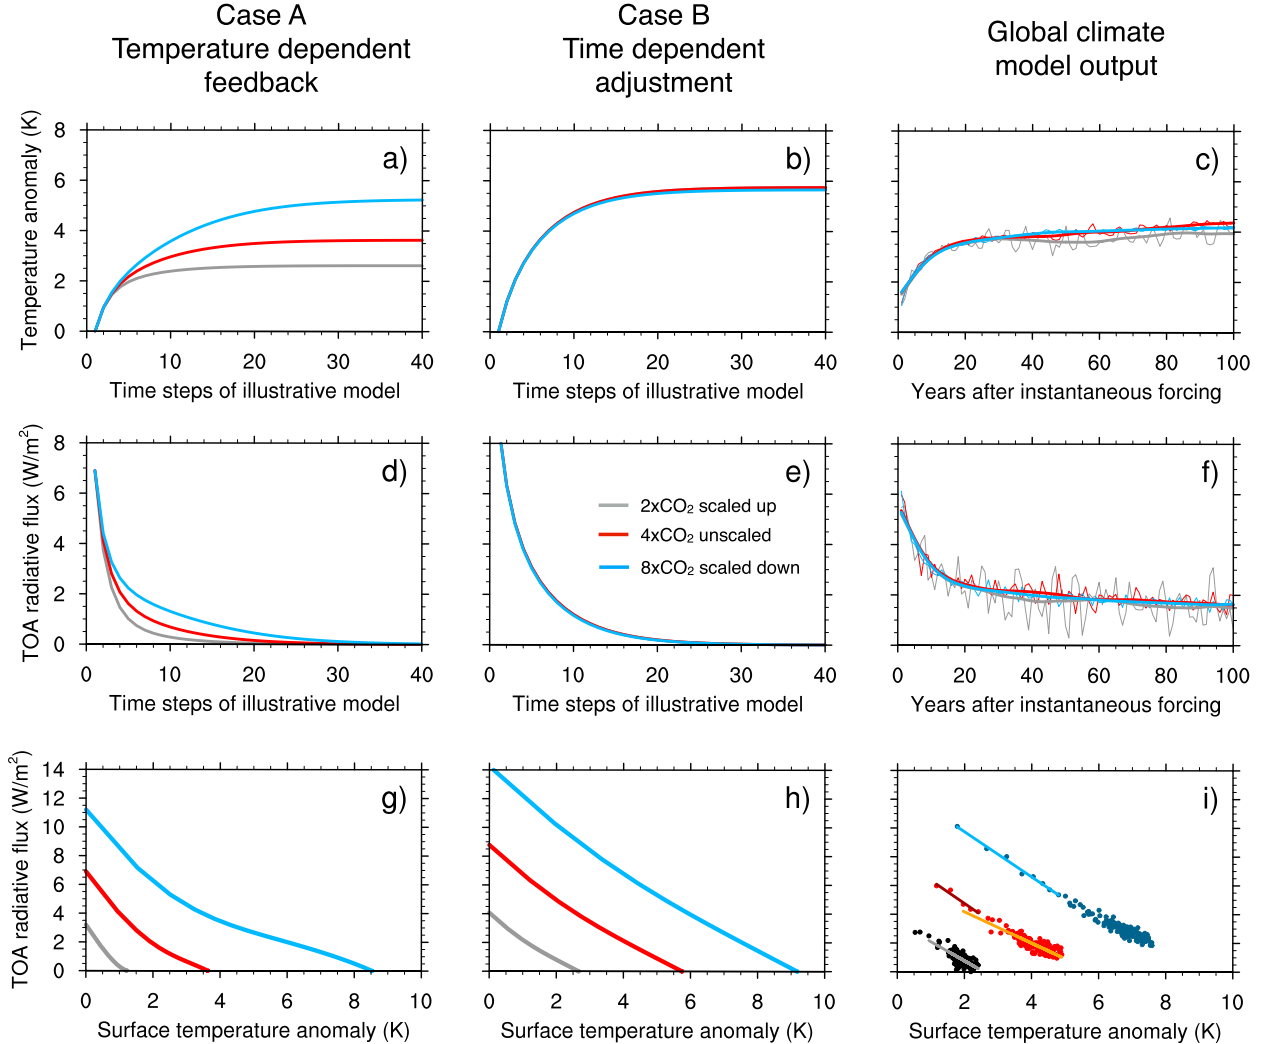 Case A
Temperature dependent
feedback
Case B
Time dependent
adjustment
Global climate
model output
Temperature anomaly (K)
8
6
4
2
0
a)
0 10 20 30 40
Time steps of illustrative model
b)
0 10 20 30 40
Time steps of illustrative model
c)
0 20 40 60 80 100
Years after instantaneous forcing
TOA radiative flux (W/m²)
8
6
4
2
0
d)
0 10 20 30 40
Time steps of illustrative model
e)
2xCO₂ scaled up
4xCO₂ unscaled
8xCO₂ scaled down
0 10 20 30 40
Time steps of illustrative model
f)
0 20 40 60 80 100
Years after instantaneous forcing
TOA radiative flux (W/m²)
14
12
10
8
6
4
2
0
g)
0 2 4 6 8 10
Surface temperature anomaly (K)
h)
0 2 4 6 8 10
Surface temperature anomaly (K)
i)
0 2 4 6 8 10
Surface temperature anomaly (K)